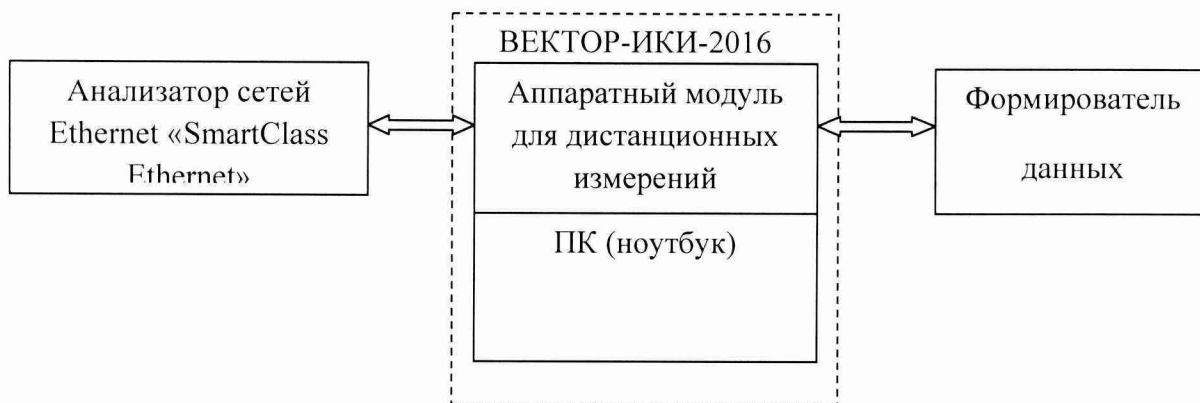 ВЕКТОР-ИКИ-2016
Анализатор сетей
Ethernet «SmartClass
Ethernet»
Аппаратный модуль
для дистанционных
измерений
ПК (ноутбук)
Формирователь
данных